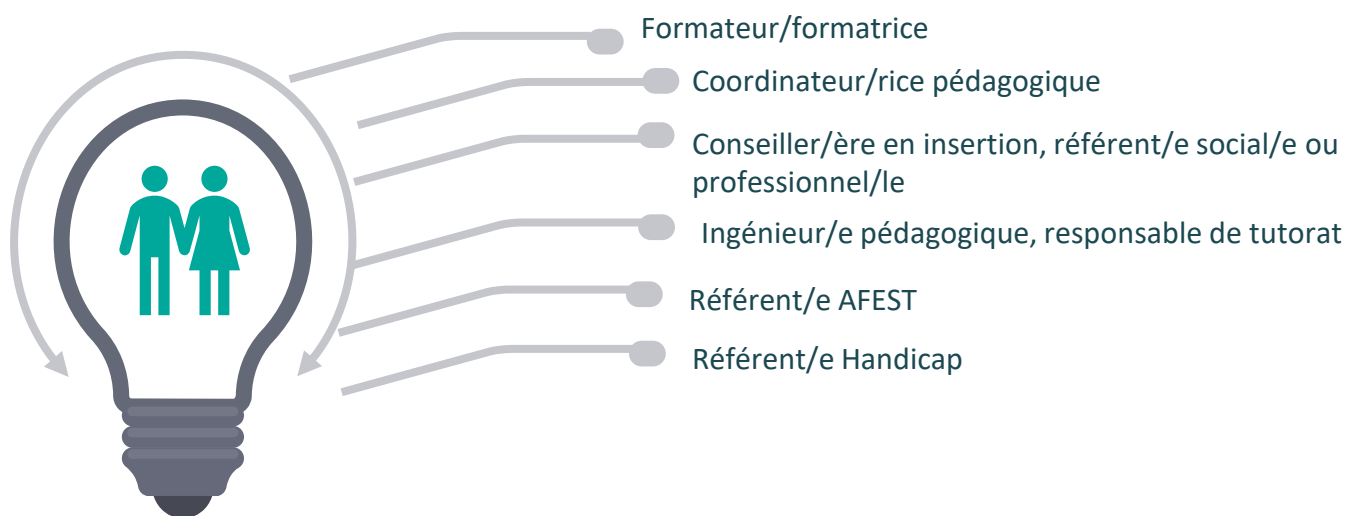 Formateur/formatrice
Coordinateur/rice pédagogique
Conseiller/ère en insertion, référent/e social/e ou
professionnel/le
Ingénieur/e pédagogique, responsable de tutorat
Référent/e AFEST
Référent/e Handicap